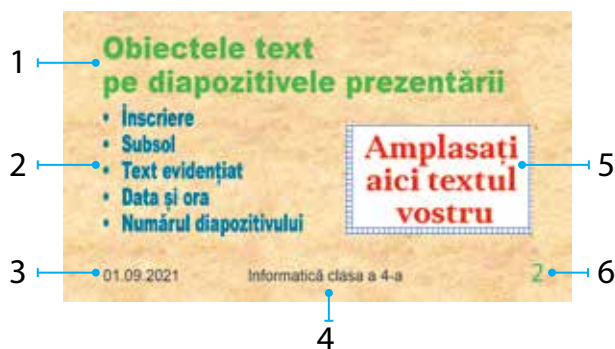 Obiectele text
pe diapozitivele prezentării
• Înscriere
• Subsol
• Text evidențiat
• Data și ora
• Numărul diapozitivului
Amplasați
aici textul
vostru
01.09.2021 Informatică clasa a 4-a 2
1
2
3
4
5
6